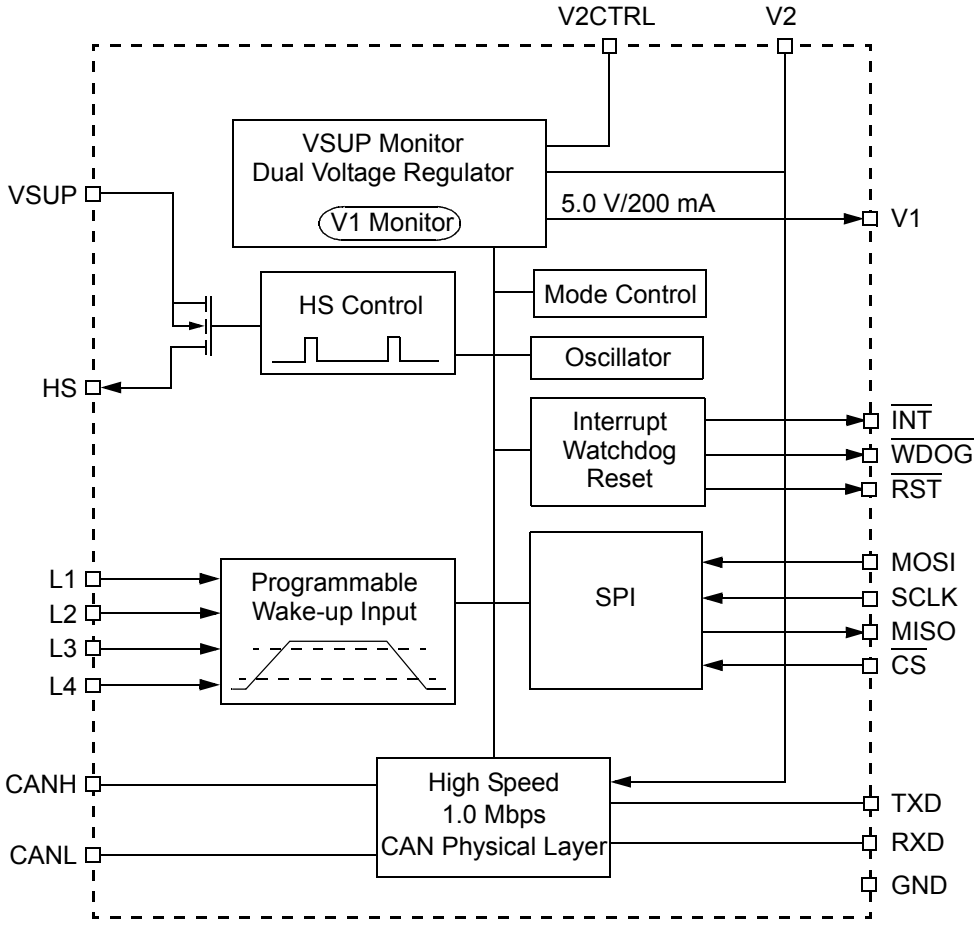 V2CTRL V2
VSUP Monitor
Dual Voltage Regulator
V1 Monitor
VSUP
5.0 V/200 mA
V1
HS Control
Mode Control
Oscillator
HS
Interrupt
Watchdog
Reset
INT
WDOG
RST
L1
L2
L3
L4
Programmable
Wake-up Input
SPI
MOSI
SCLK
MISO
CS
CANH
CANL
High Speed
1.0 Mbps
CAN Physical Layer
TXD
RXD
GND